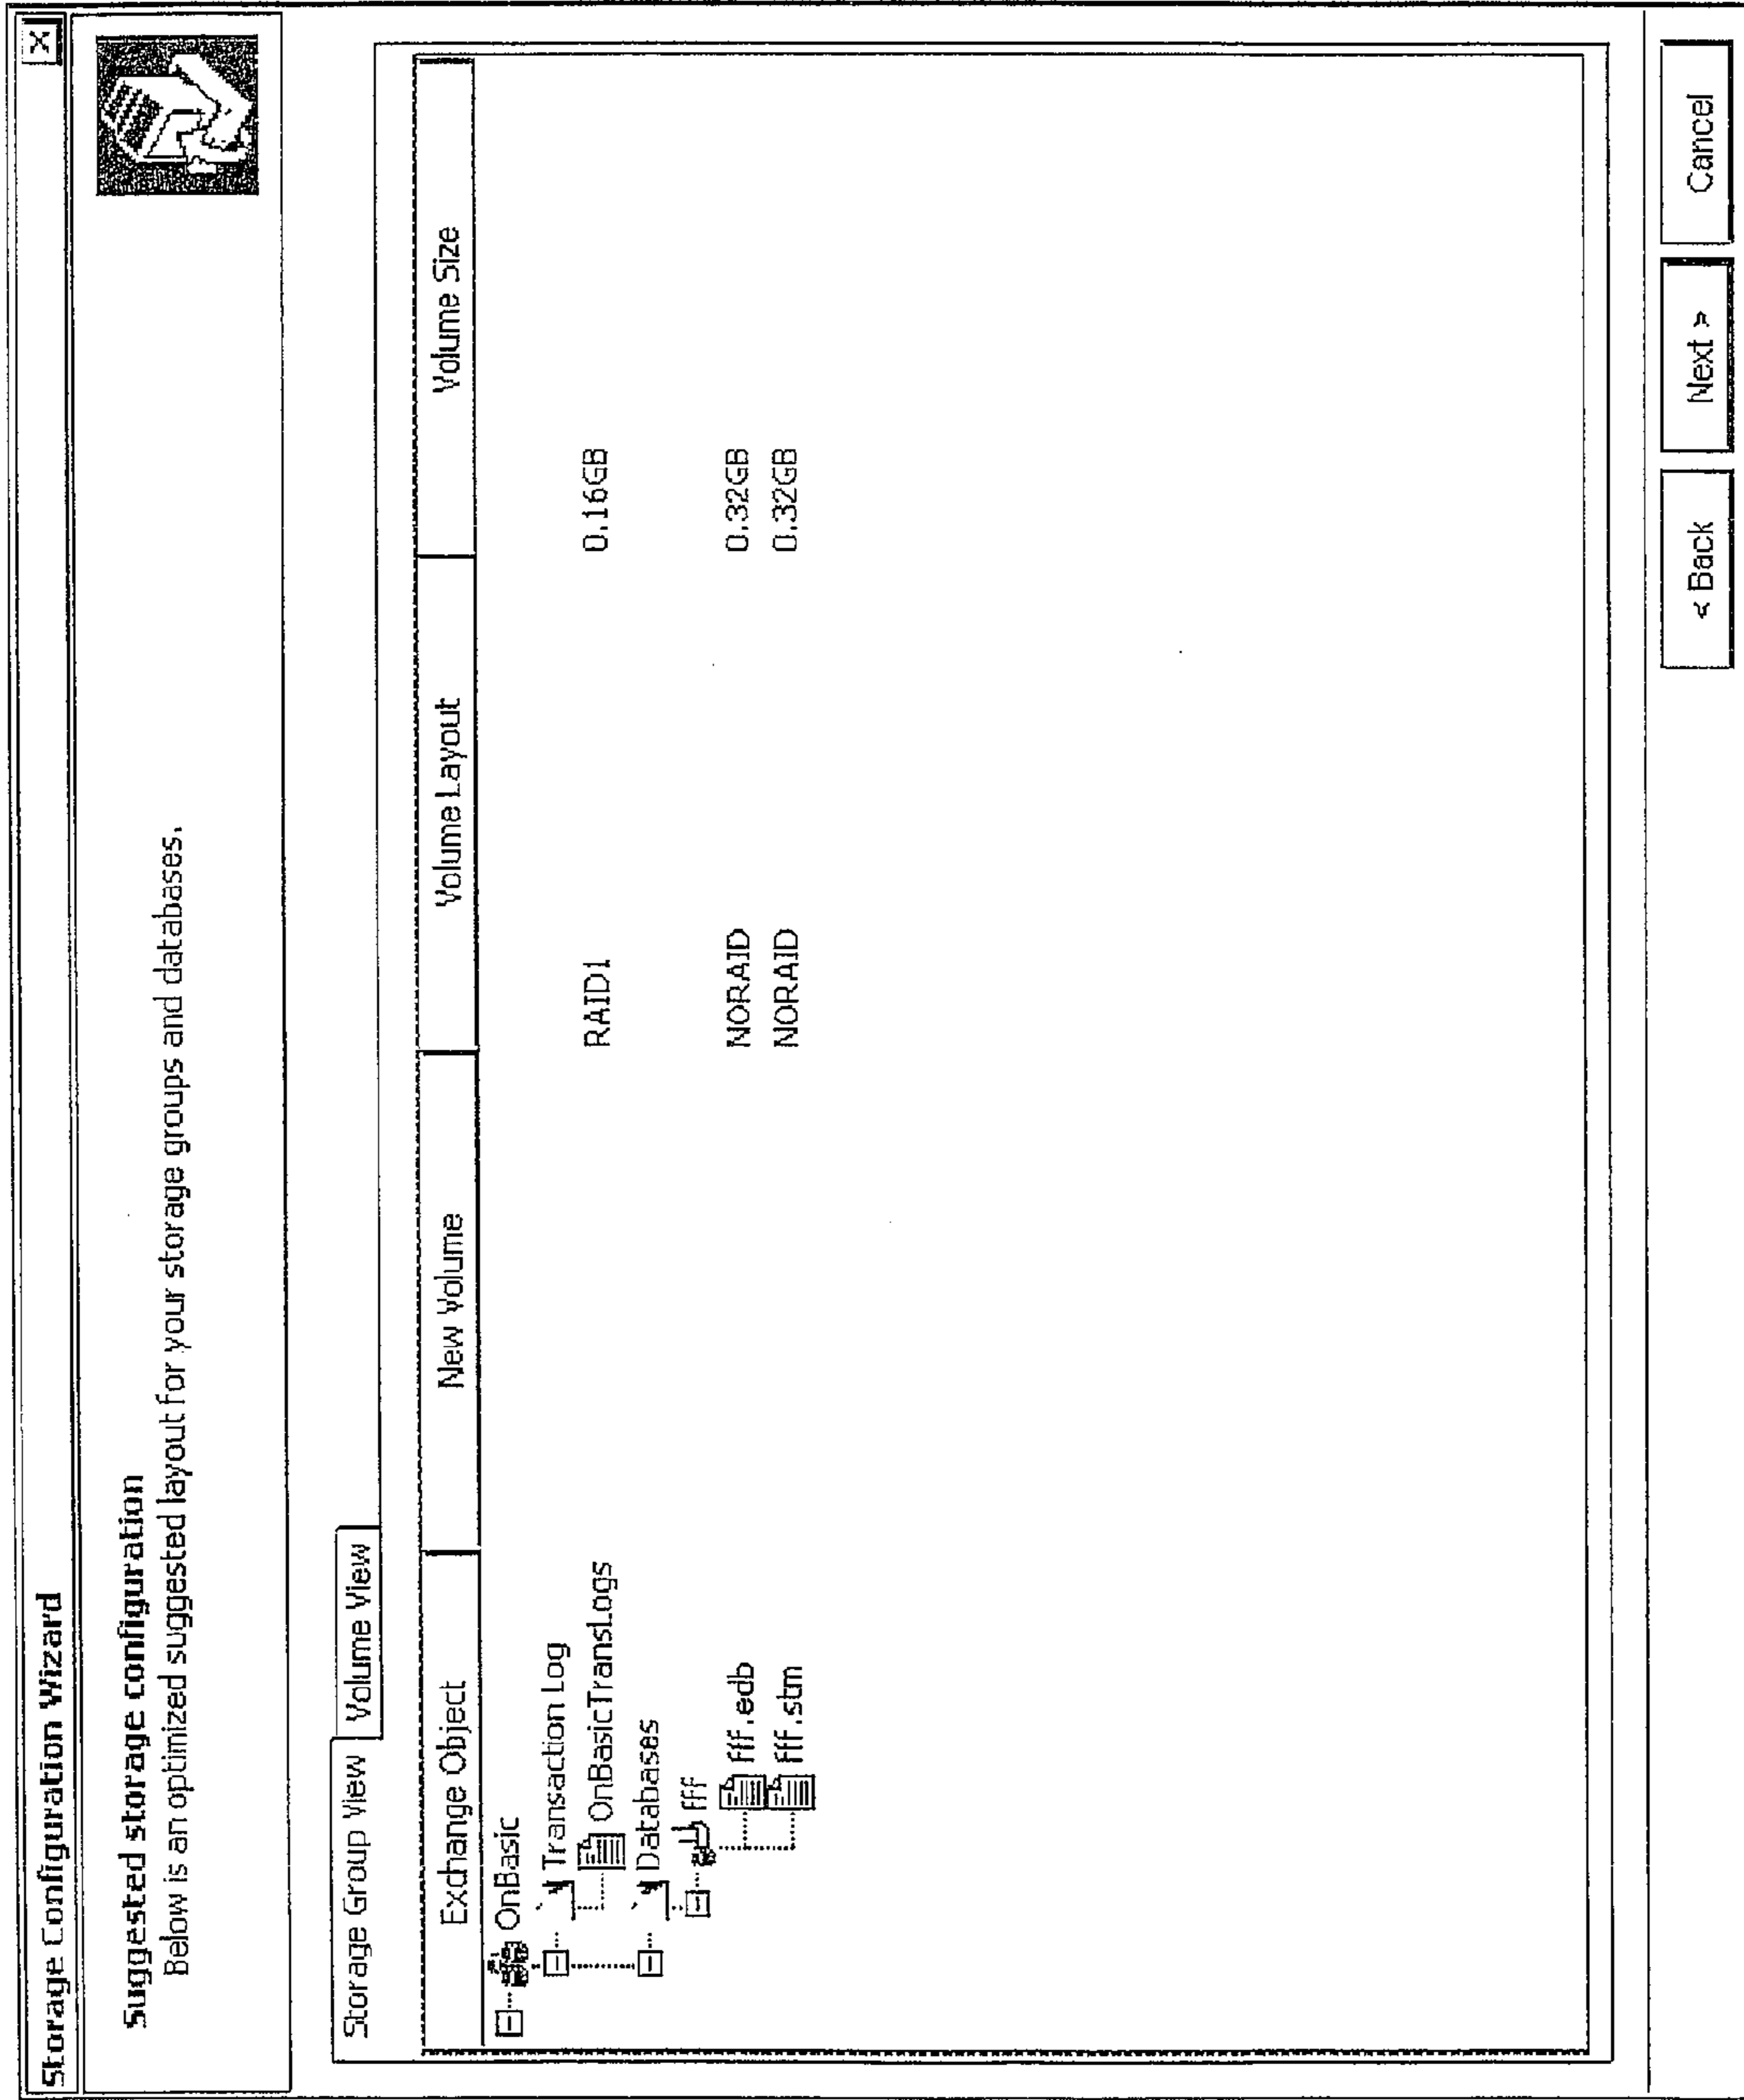 Storage Configuration Wizard
Suggested storage configuration
Below is an optimized suggested layout for your storage groups and databases.
Storage Group View Volume View
Exchange Object New Volume Volume Layout Volume Size
OnBasic
Transaction Log
OnBasicTransLogs RAID1 0.16GB
Databases
fff
fff.edb NORAID 0.32GB
fff.stm NORAID 0.32GB
< Back Next > Cancel